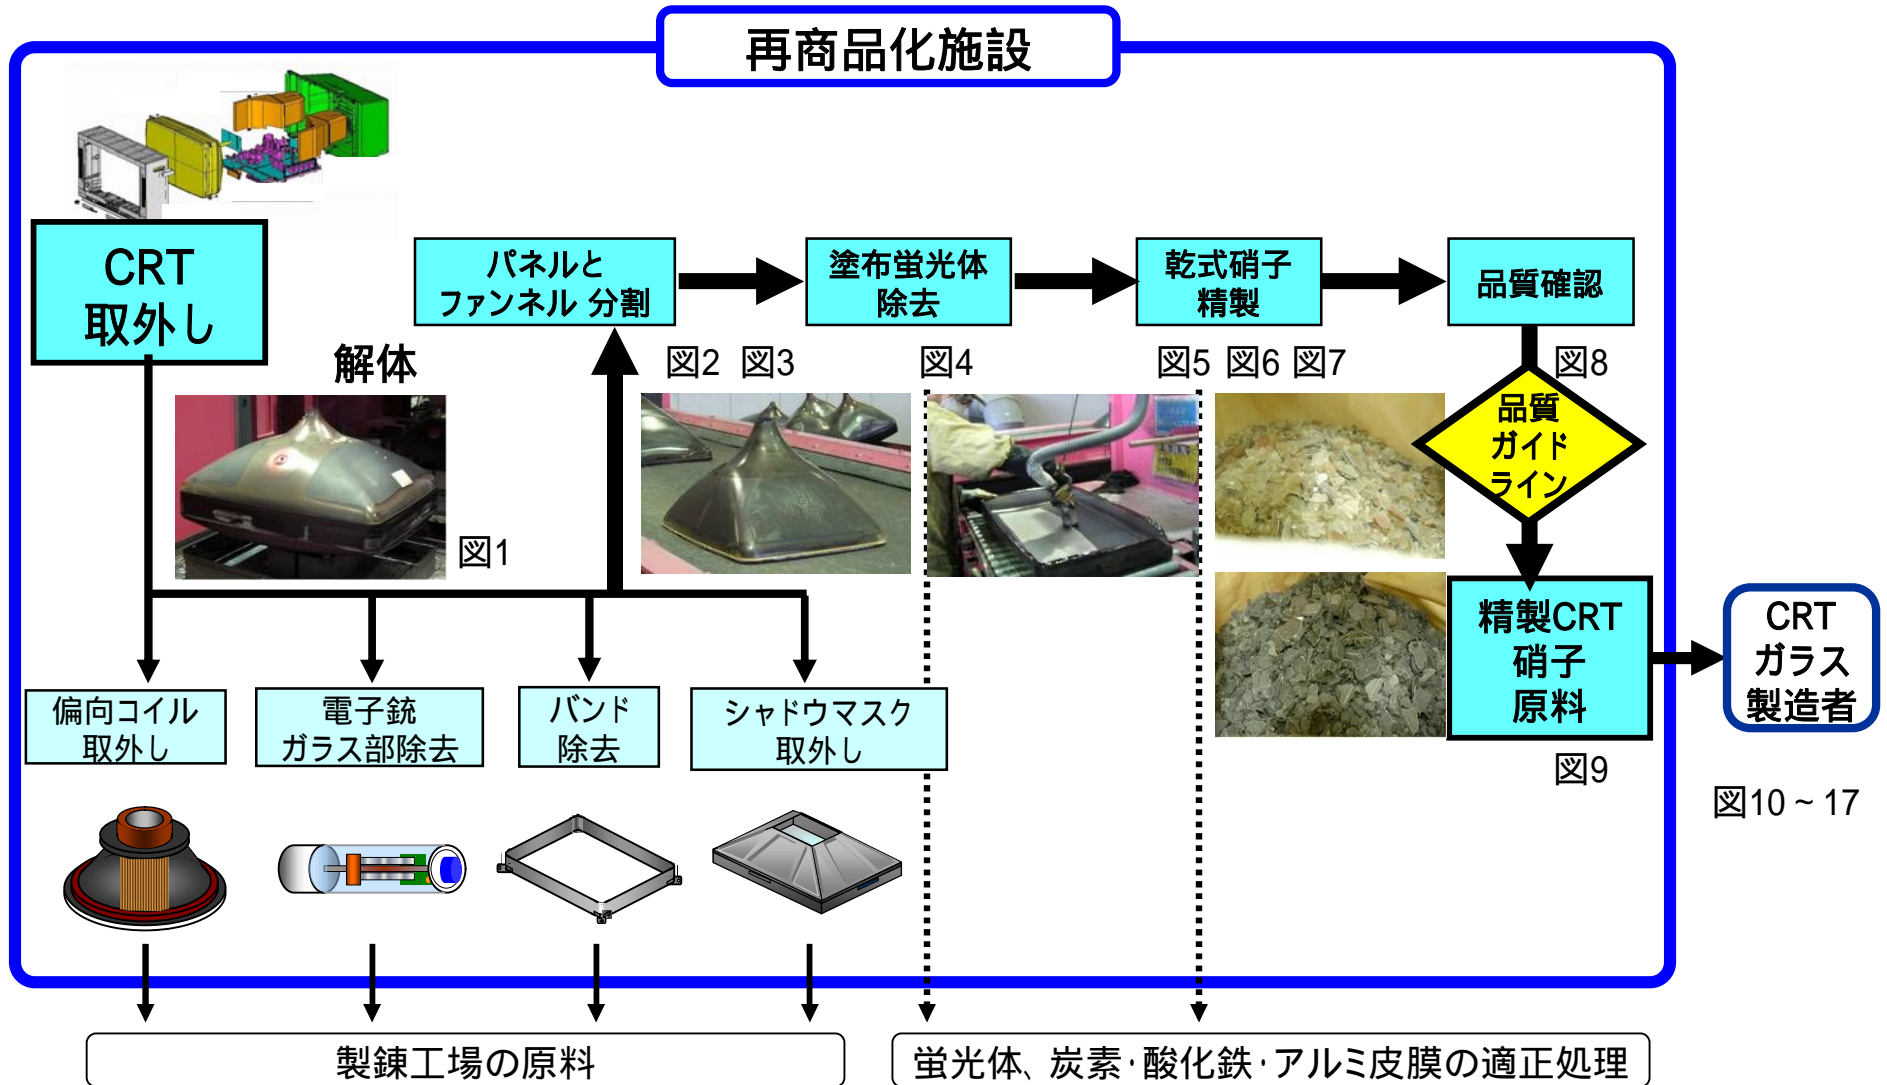 再商品化施設
CRT
取外し
パネルと
ファンネル 分割
塗布蛍光体
除去
乾式硝子
精製
品質確認
解体
図1
図2 図3
図4
図5 図6 図7
図8
品質
ガイド
ライン
精製CRT
硝子
原料
図9
CRT
ガラス
製造者
図10~17
偏向コイル
取外し
電子銃
ガラス部除去
バンド
除去
シャドウマスク
取外し
製錬工場の原料
蛍光体、炭素・酸化鉄・アルミ皮膜の適正処理